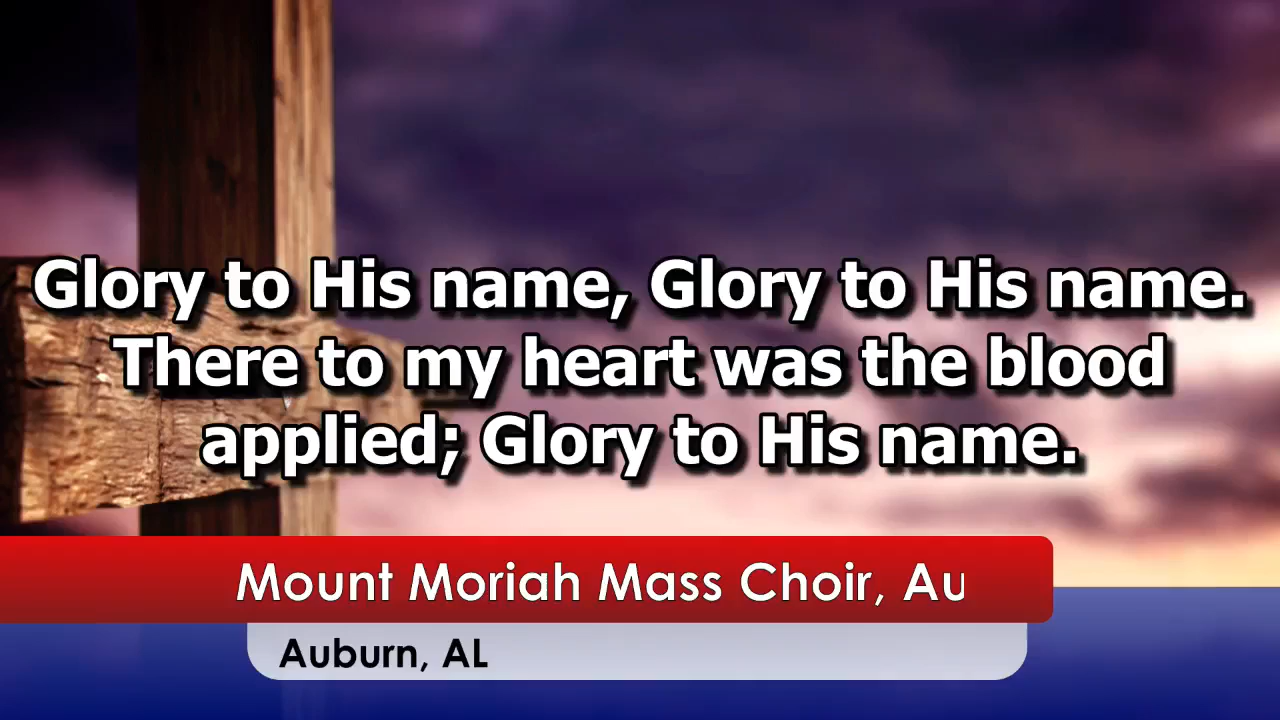 Glory to His name, Glory to His name.
There to my heart was the blood
applied; Glory to His name.
Mount Moriah Mass Choir, Au
Auburn, AL